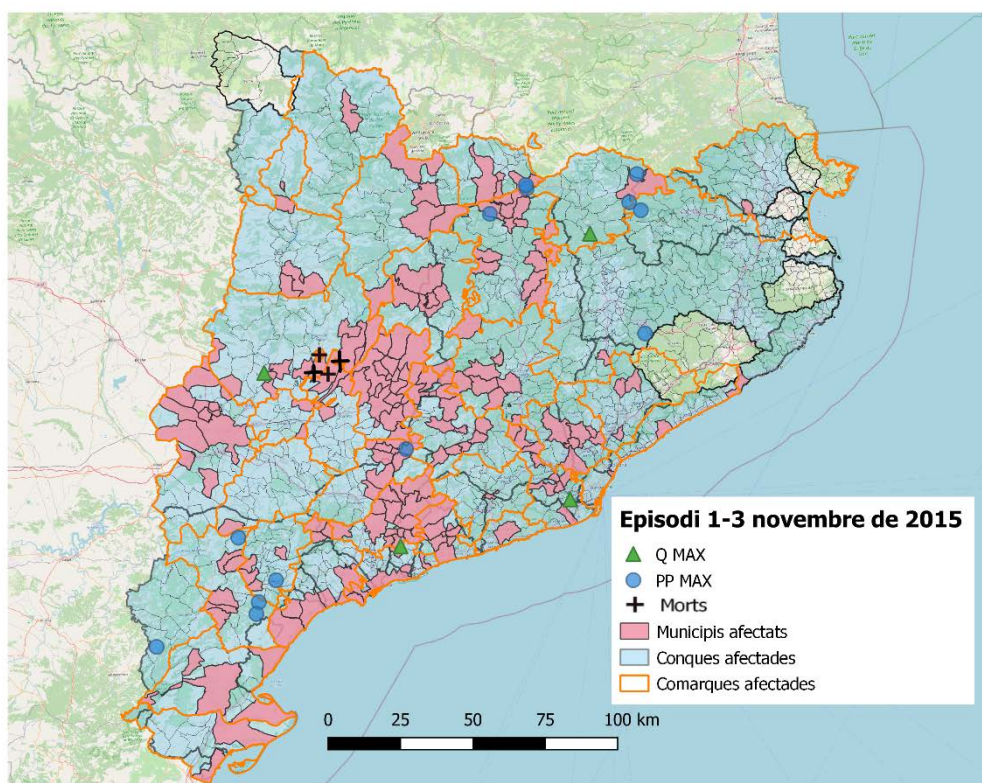 Episodi 1-3 novembre de 2015
Q MAX
PP MAX
Morts
Municipis afectats
Conques afectades
Comarques afectades
0 25 50 75 100 km